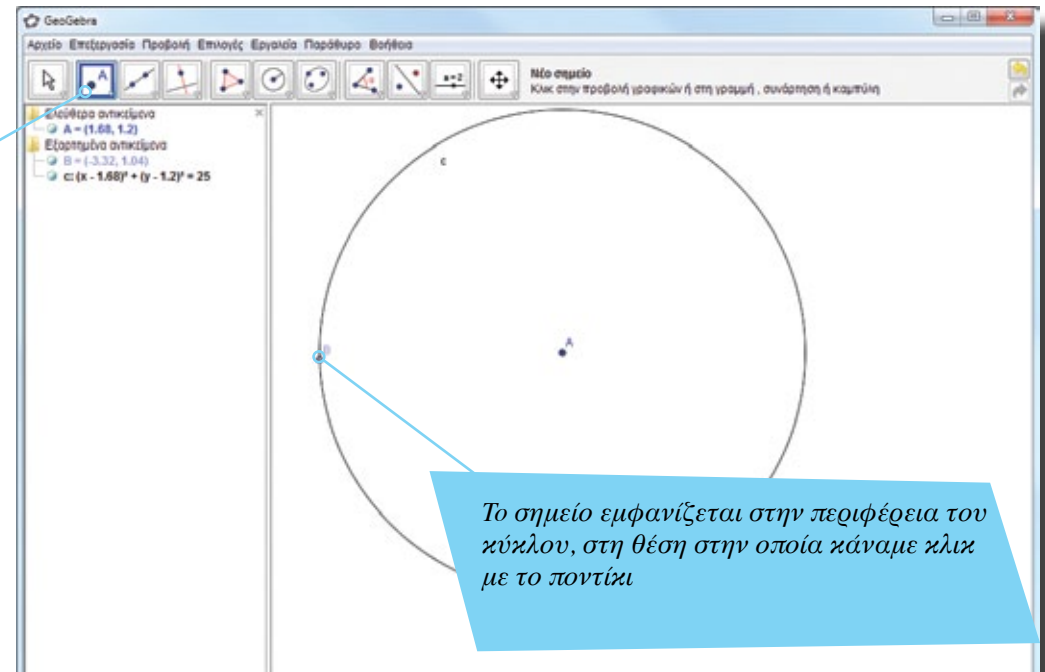 GeoGebra
Αρχείο Επεξεργασία Προβολή Επιλογές Εργαλεία Παράθυρο Βοήθεια
A
a=2
Νέο σημείο
Κλικ στην προβολή γραφικών ή στη γραμμή , συνάρτηση ή καμπύλη
Ελεύθερα αντικείμενα
A = (1.68, 1.2)
Εξαρτημένα αντικείμενα
B = (-3.32, 1.04)
c: (x - 1.68)² + (y - 1.2)² = 25
c
A
B
Το σημείο εμφανίζεται στην περιφέρεια του
κύκλου, στη θέση στην οποία κάναμε κλικ
με το ποντίκι